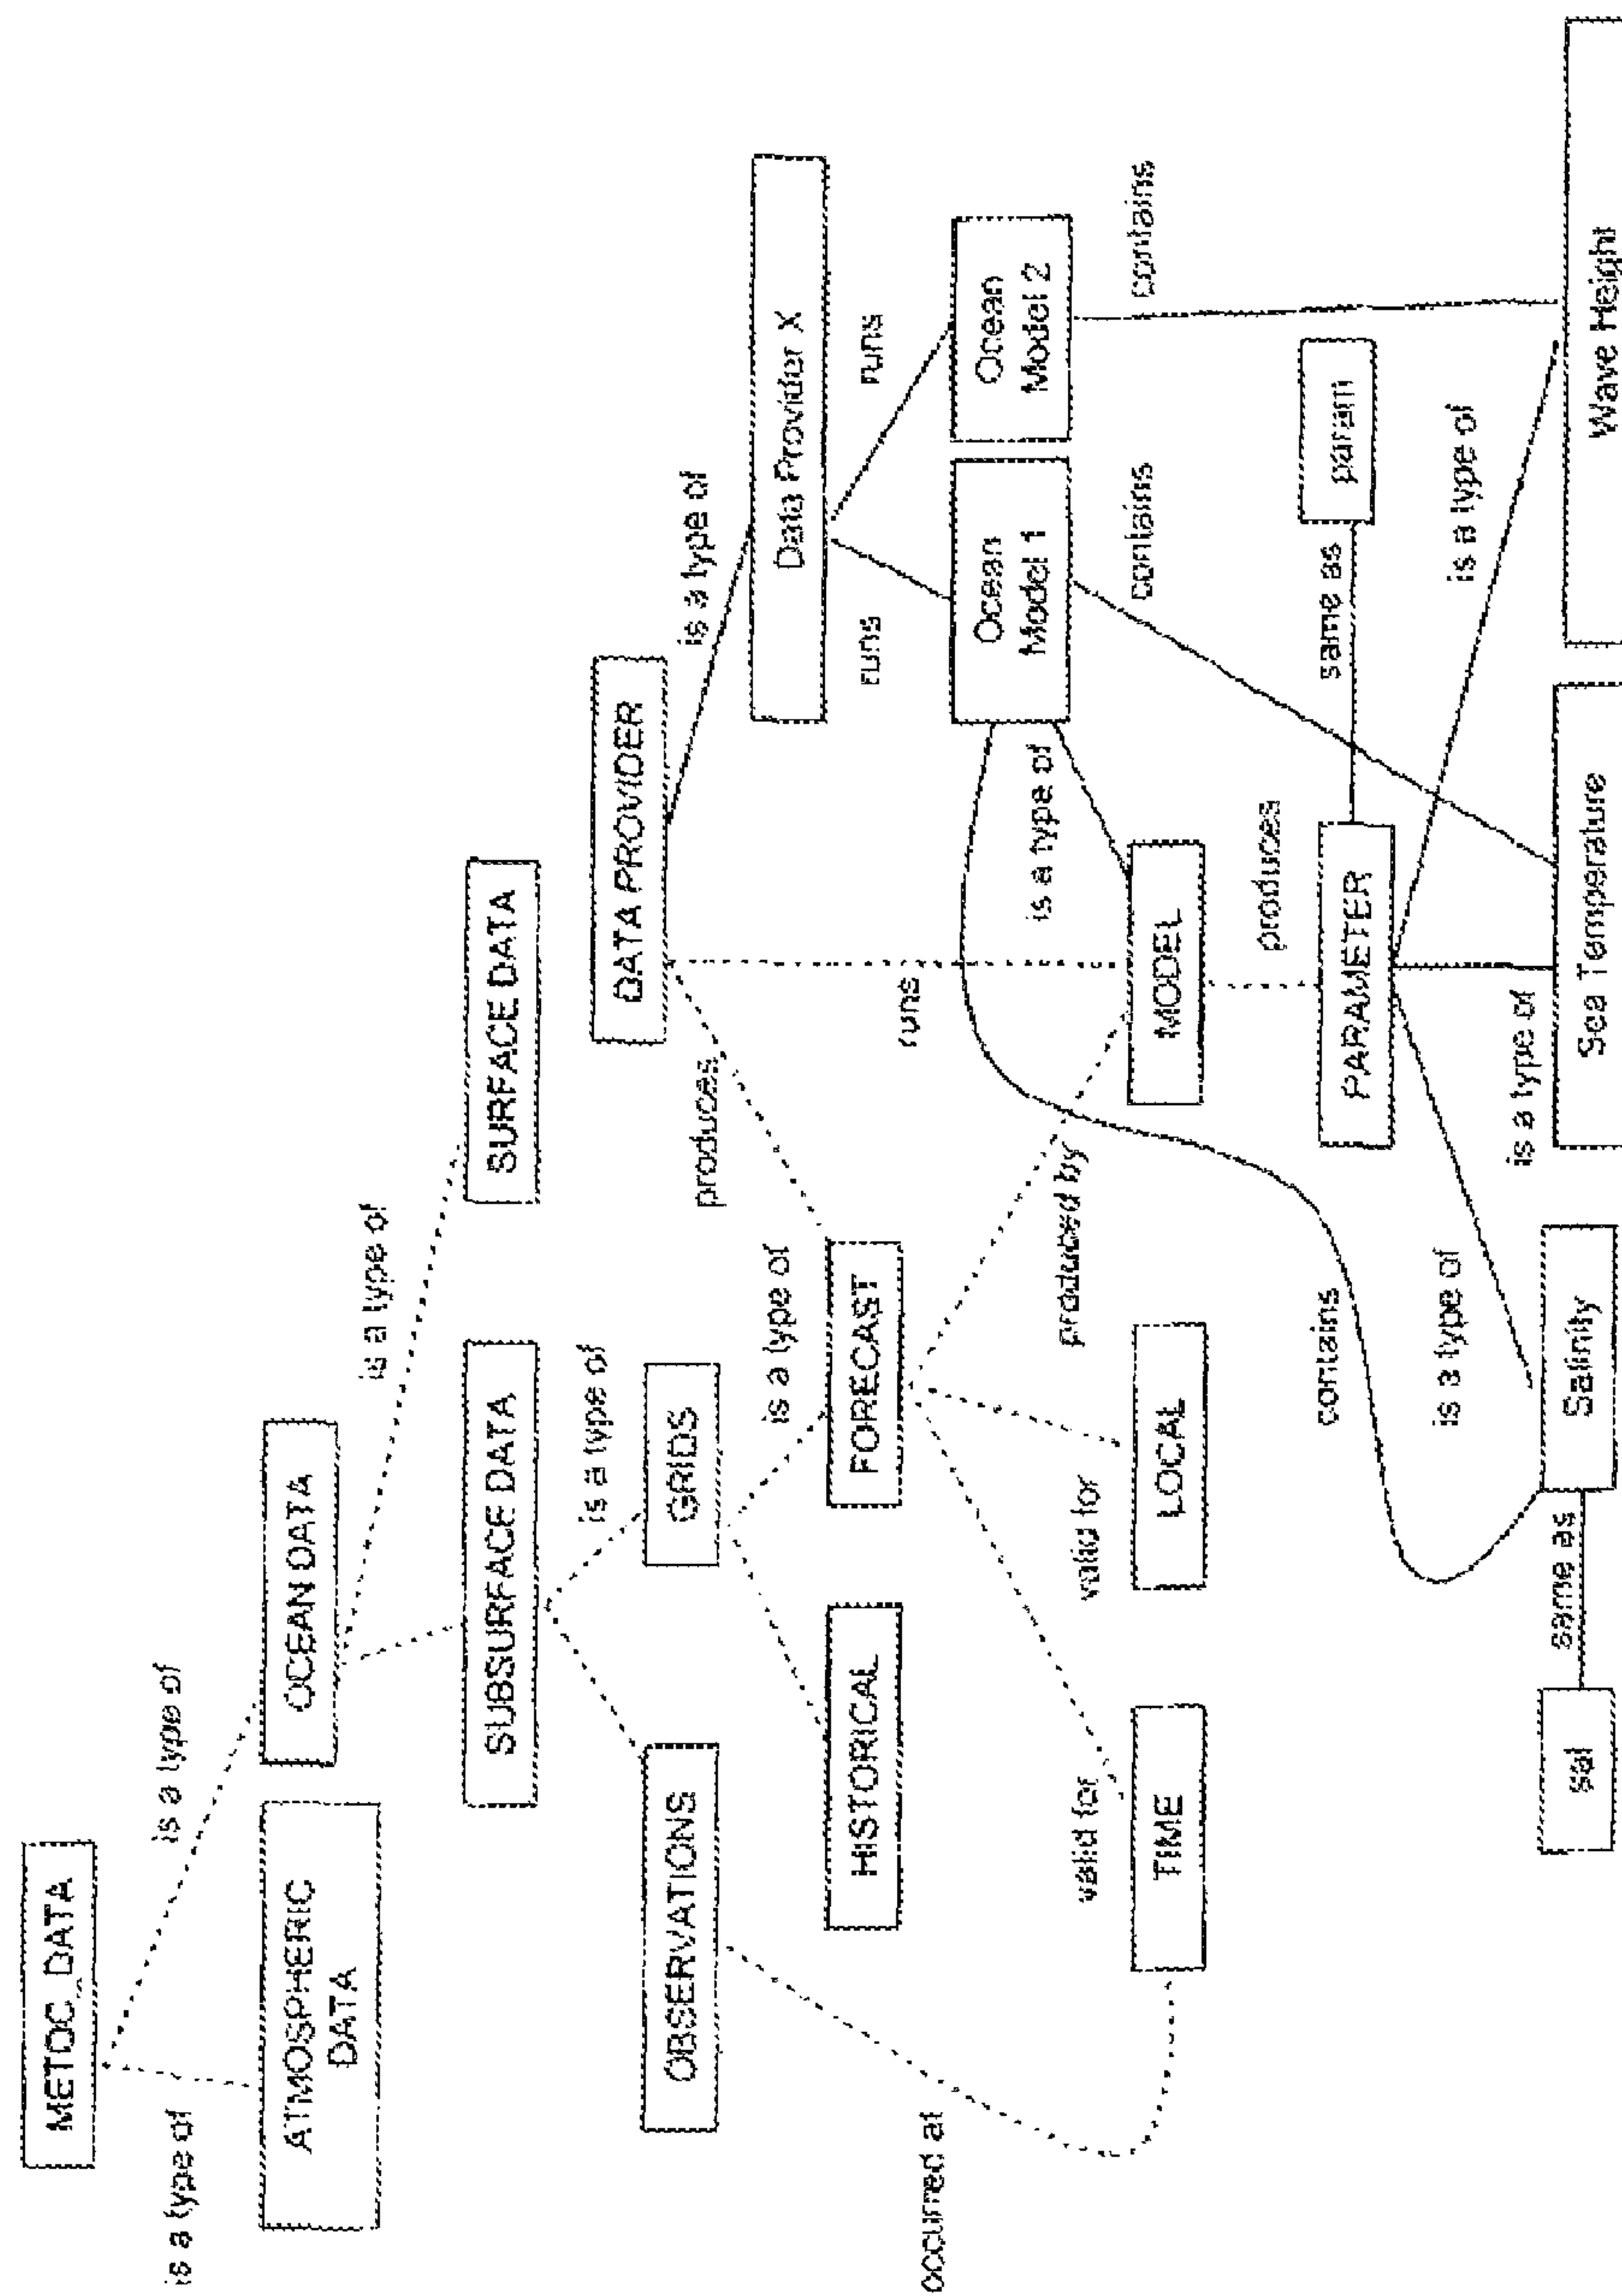 METOC_DATA
is a type of
is a type of
ATMOSPHERIC
DATA
OCEAN DATA
is a type of
SUBSURFACE DATA
SURFACE DATA
is a type of
OBSERVATIONS
GRIDS
DATA PROVIDER
is a type of
produces
is a type of
HISTORICAL
FORECAST
Data Provider X
occurred at
runs
runs
runs
valid for
valid for
produced by
is a type of
Ocean
Model 1
Ocean
Model 2
TIME
LOCAL
MODEL
contains
contains
produces
contains
PARAMETER
same as
param
is a type of
is a type of
is a type of
sal
same as
Salinity
Sea Temperature
Wave Height